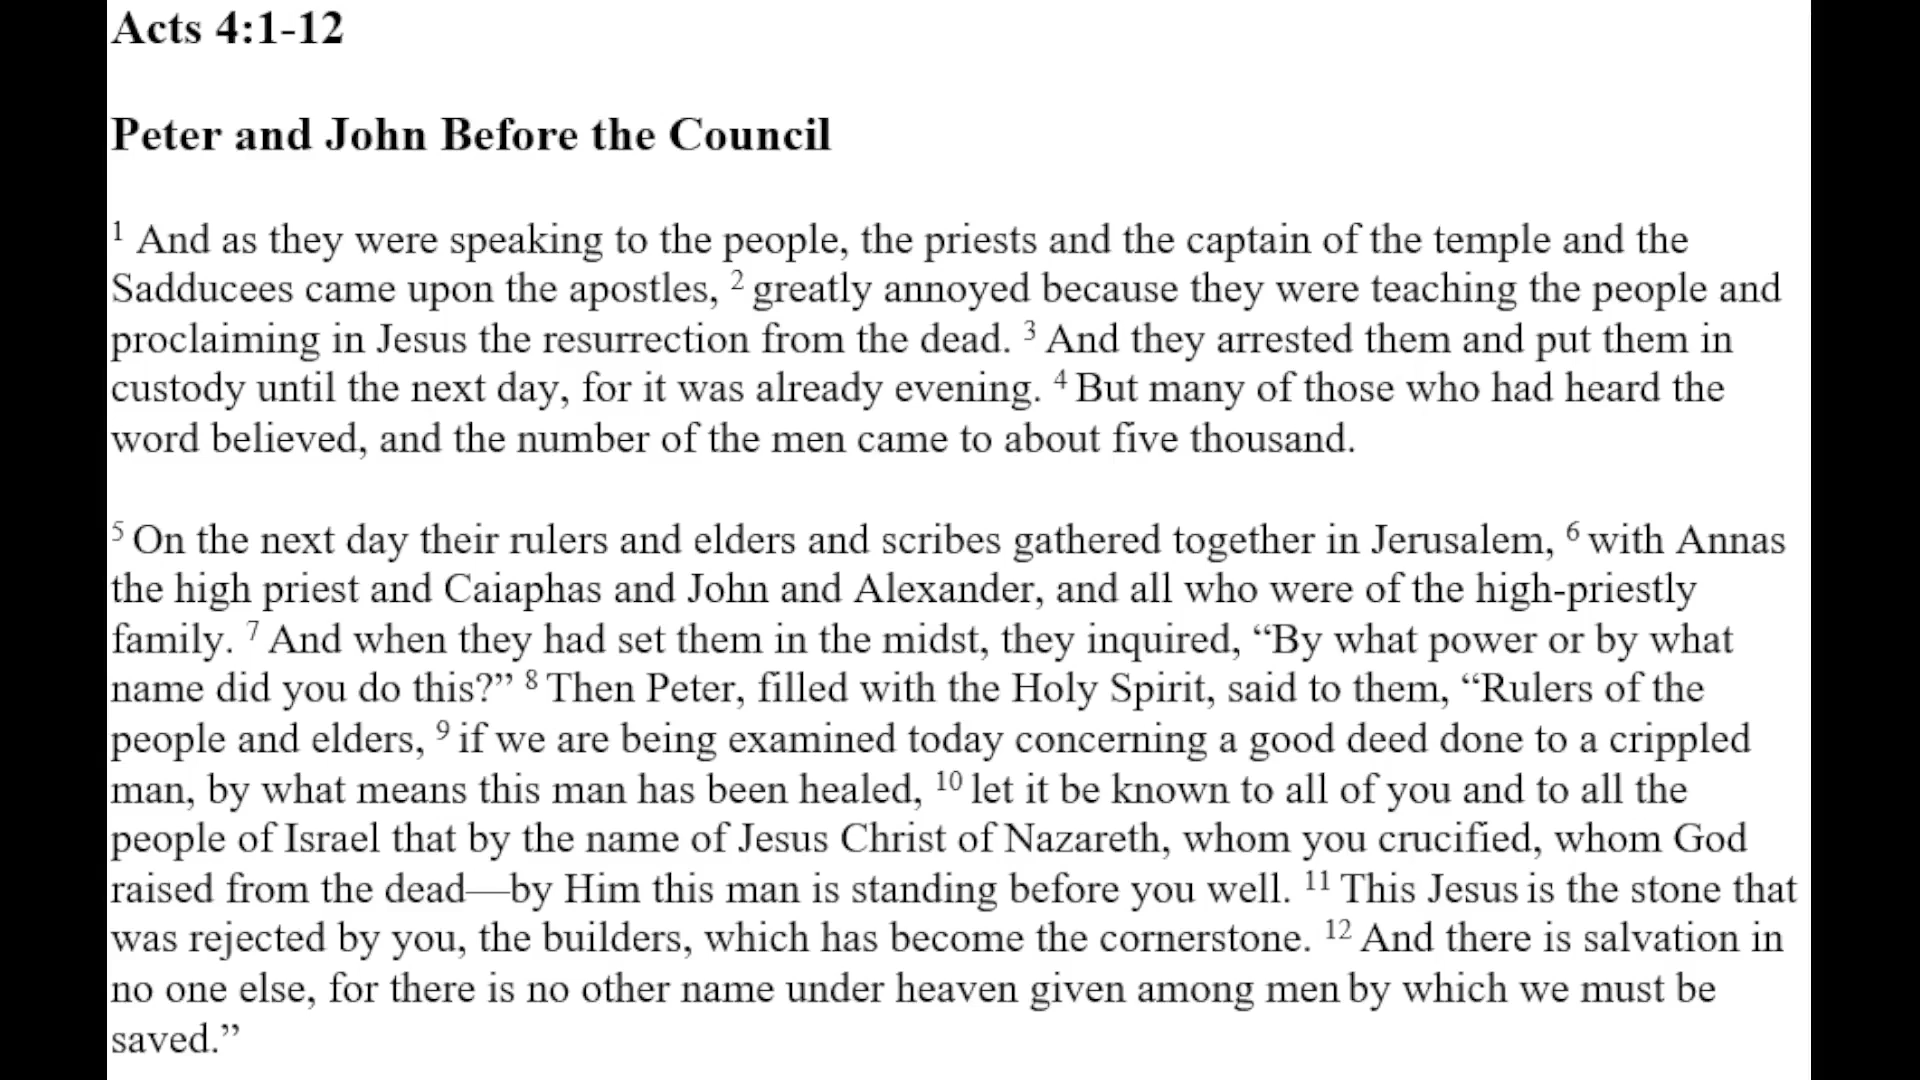 Acts 4:1-12
Peter and John Before the Council
1 And as they were speaking to the people, the priests and the captain of the temple and the
Sadducees came upon the apostles, 2 greatly annoyed because they were teaching the people and
proclaiming in Jesus the resurrection from the dead. 3 And they arrested them and put them in
custody until the next day, for it was already evening. 4 But many of those who had heard the
word believed, and the number of the men came to about five thousand.
5 On the next day their rulers and elders and scribes gathered together in Jerusalem, 6 with Annas
the high priest and Caiaphas and John and Alexander, and all who were of the high-priestly
family. 7 And when they had set them in the midst, they inquired, “By what power or by what
name did you do this?” 8 Then Peter, filled with the Holy Spirit, said to them, “Rulers of the
people and elders, 9 if we are being examined today concerning a good deed done to a crippled
man, by what means this man has been healed, 10 let it be known to all of you and to all the
people of Israel that by the name of Jesus Christ of Nazareth, whom you crucified, whom God
raised from the dead—by Him this man is standing before you well. 11 This Jesus is the stone that
was rejected by you, the builders, which has become the cornerstone. 12 And there is salvation in
no one else, for there is no other name under heaven given among men by which we must be
saved.”